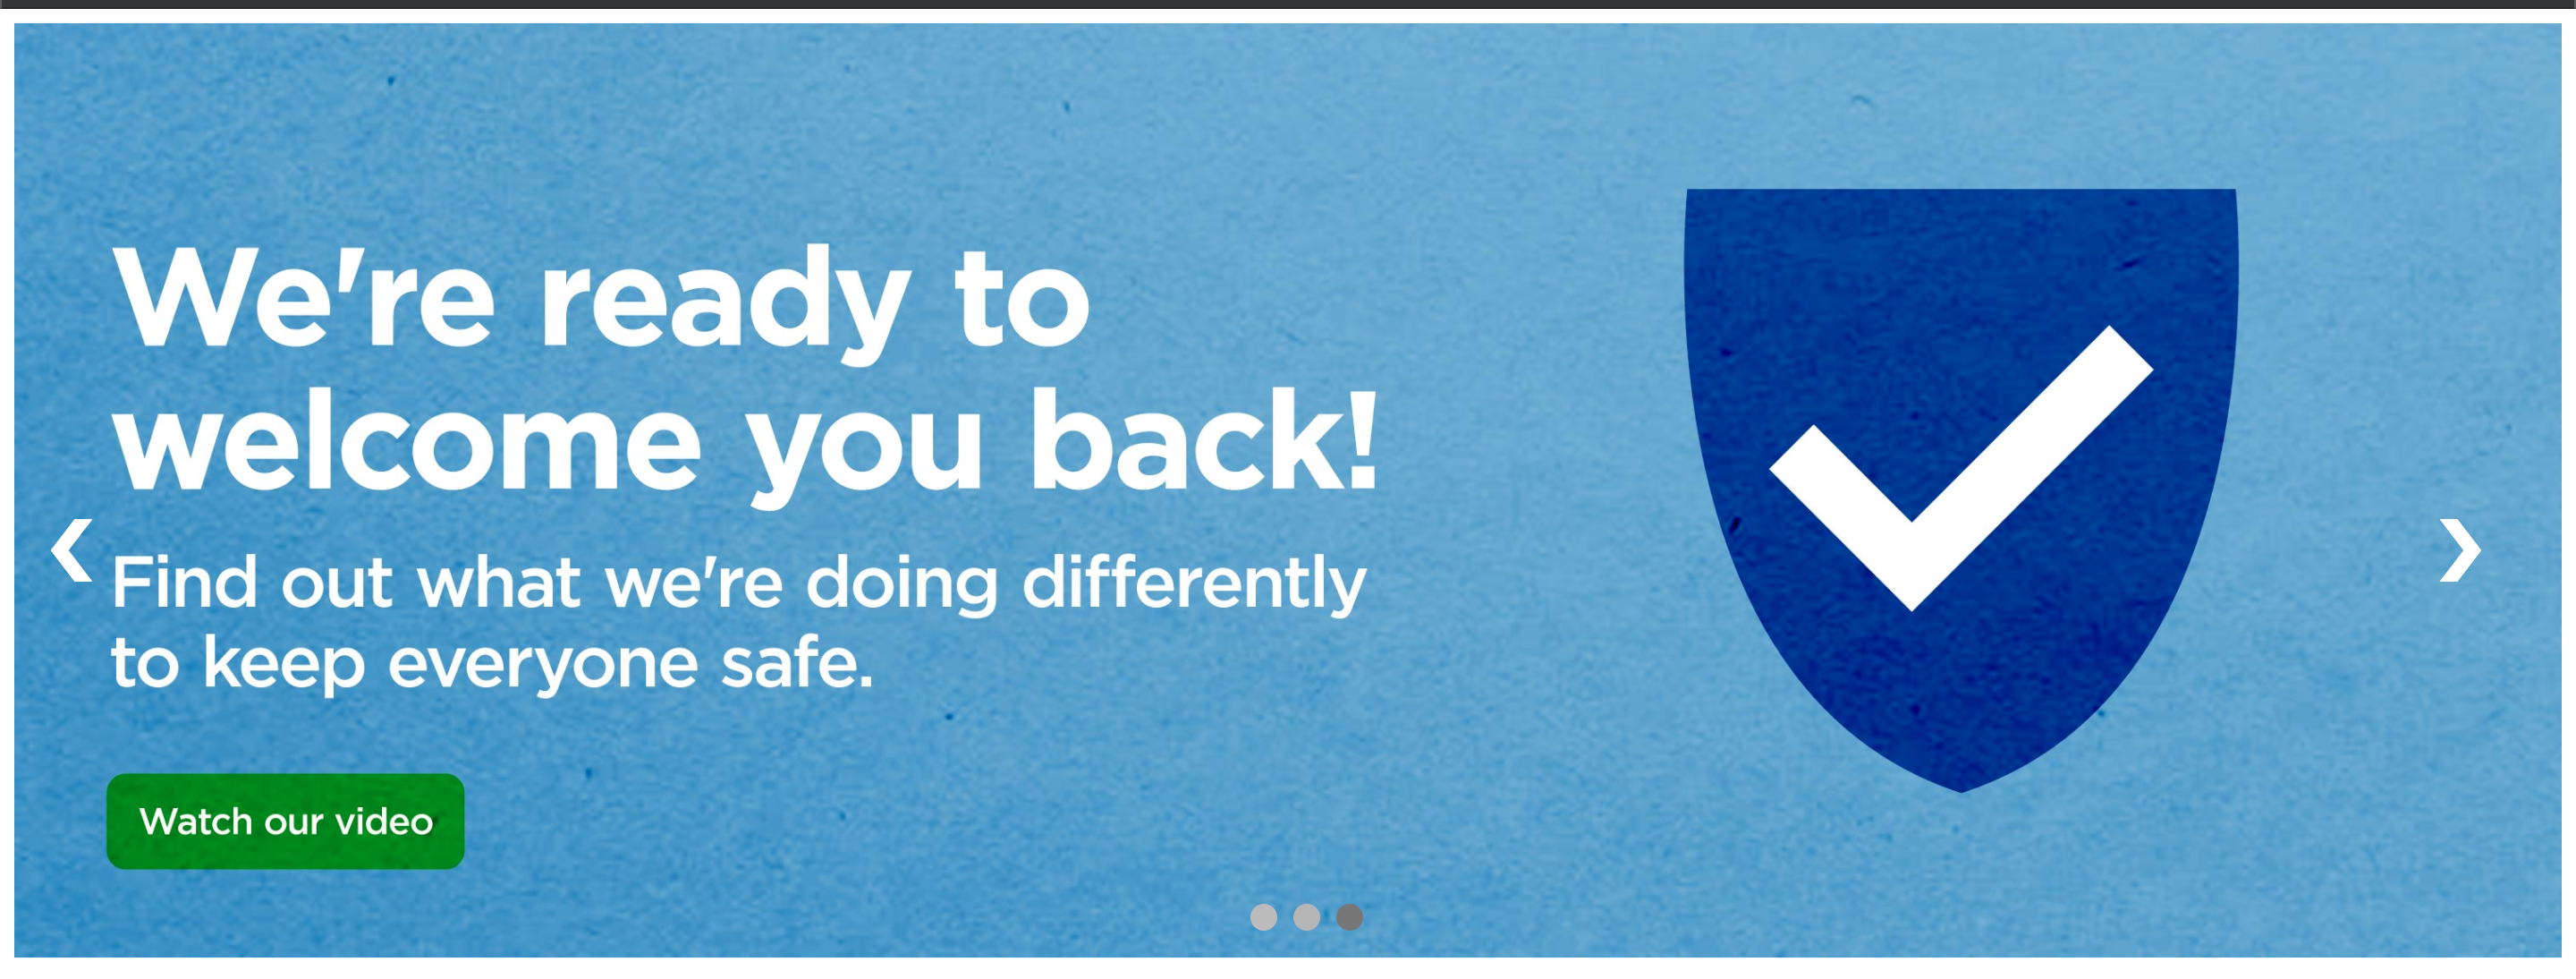 We're ready to
welcome you back!
Find out what we're doing differently
to keep everyone safe.
Watch our video